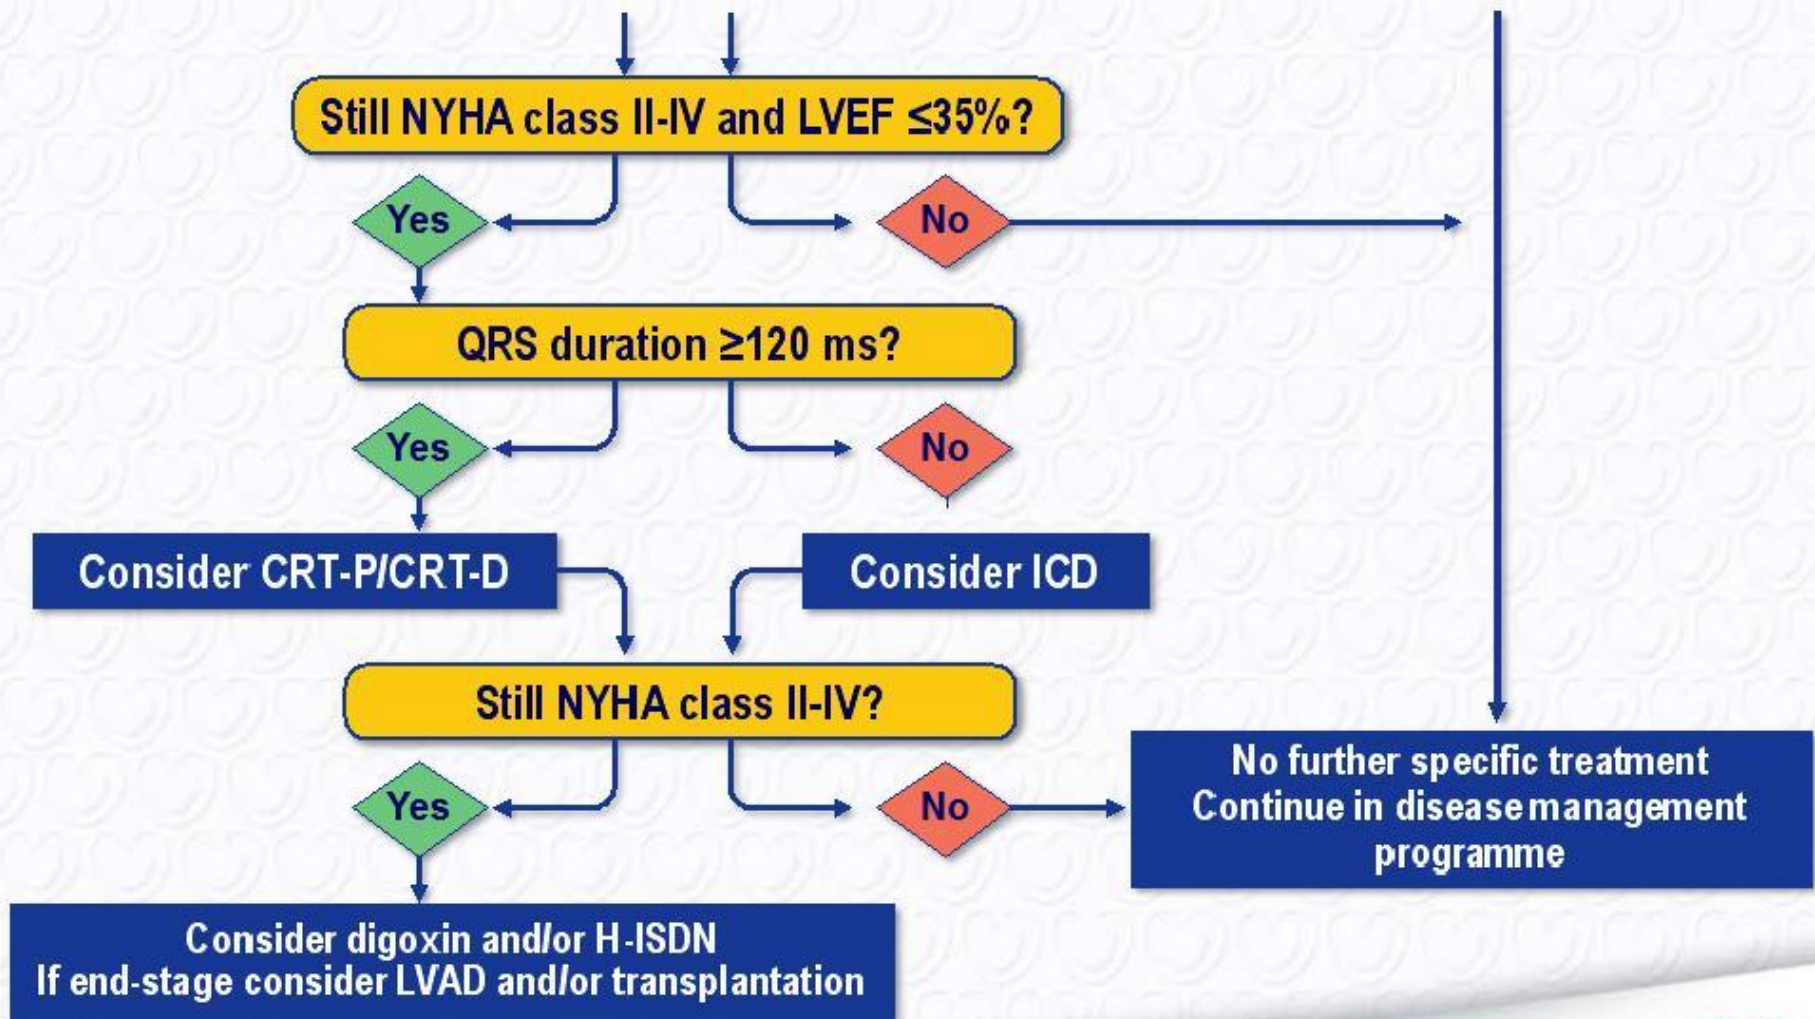 Still NYHA class II-IV and LVEF ≤35%?
Yes
No
QRS duration ≥120 ms?
Yes
No
Consider CRT-P/CRT-D
Consider ICD
Still NYHA class II-IV?
Yes
No
No further specific treatment
Continue in disease management
programme
Consider digoxin and/or H-ISDN
If end-stage consider LVAD and/or transplantation